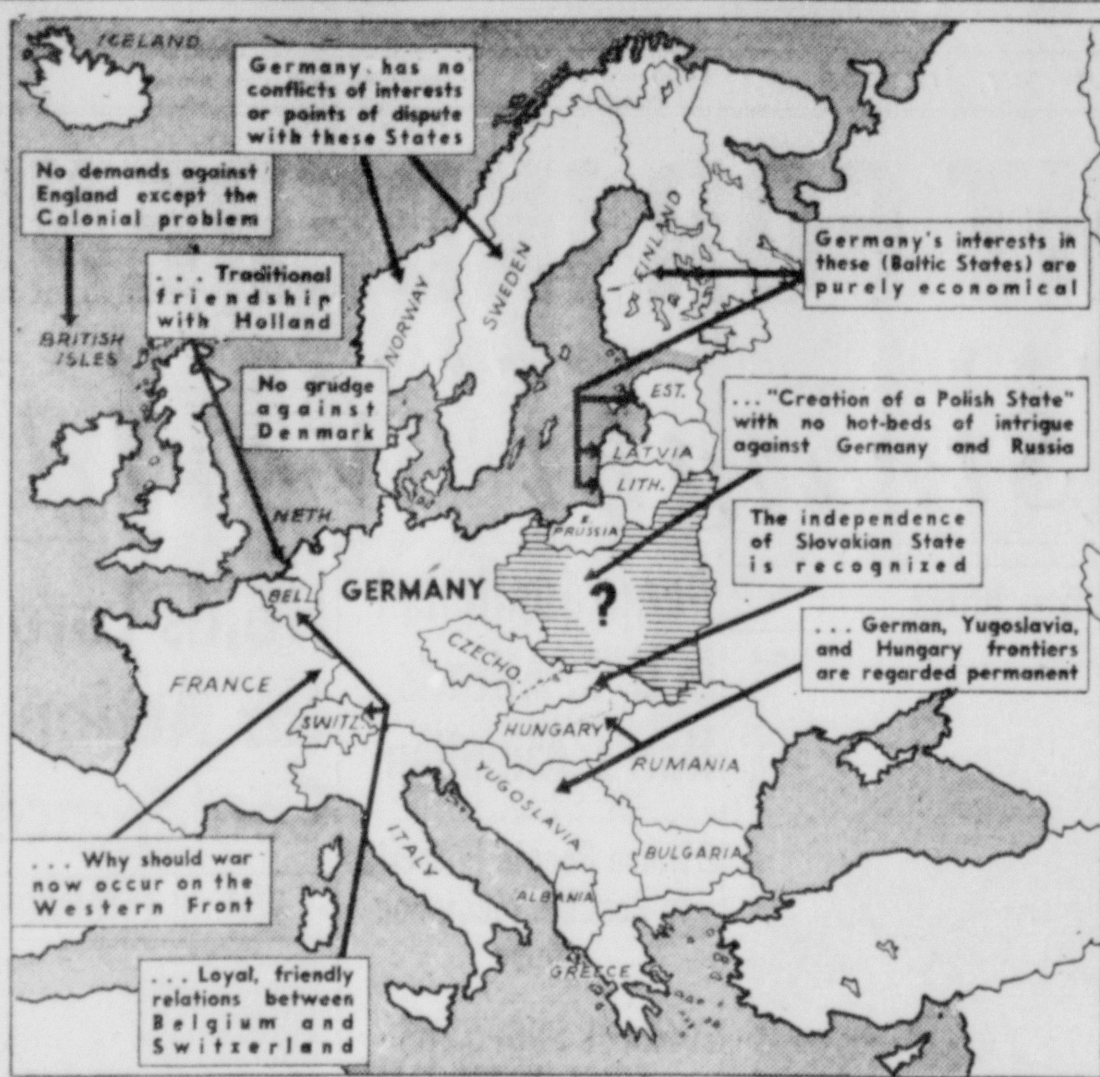 ICELAND
Germany has no
conflicts of interests
or points of dispute
with these States
No demands against
England except the
Colonial problem
. . . Traditional
friendship
with Holland
BRITISH
ISLES
No grudge
against
Denmark
NORWAY
SWEDEN
FINLAND
Germany's interests in
these (Baltic States) are
purely economical
EST.
LATVIA
LITH.
E.
PRUSSIA
... "Creation of a Polish State"
with no hot-beds of intrigue
against Germany and Russia
The independence
of Slovakian State
is recognized
. . . German, Yugoslavia,
and Hungary frontiers
are regarded permanent
NETH.
BEL.
GERMANY
?
CZECHO.
FRANCE
SWITZ.
HUNGARY
RUMANIA
YUGOSLAVIA
ITALY
BULGARIA
ALBANIA
GREECE
. . . Why should war
now occur on the
Western Front
. . . Loyal, friendly
relations between
Belgium and
Switzerland